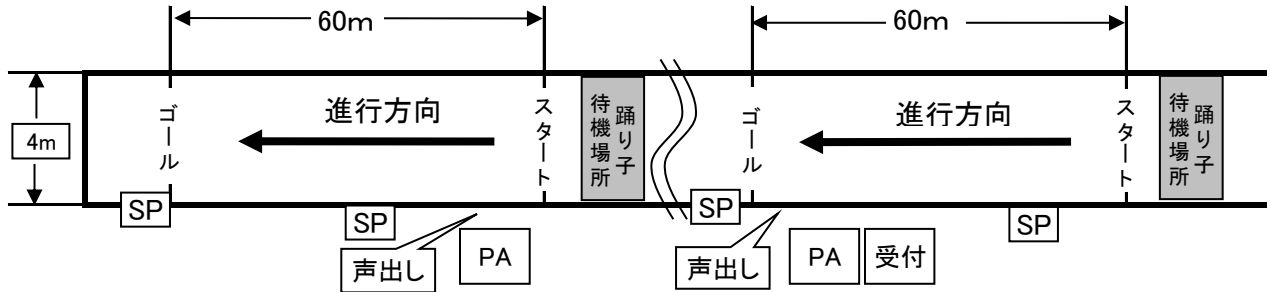 60m
60m
4m
ゴール
進行方向
スタート
踊り子
待機場所
ゴール
進行方向
スタート
踊り子
待機場所
SP
SP
SP
SP
声出し
PA
声出し
PA
受付